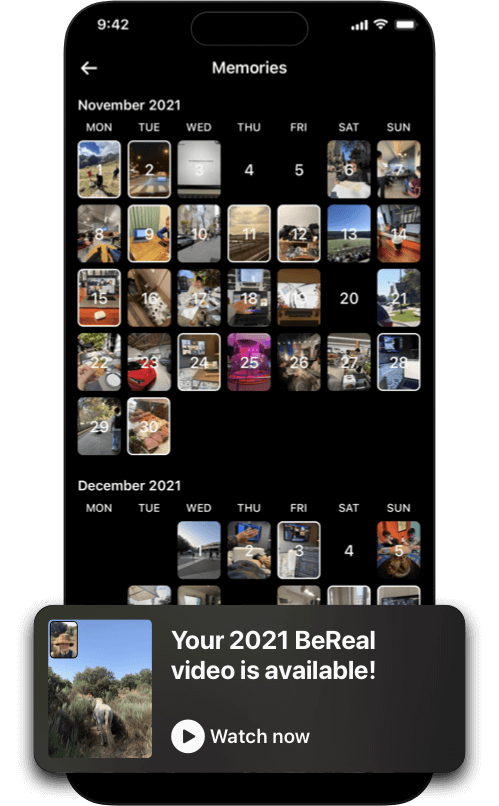 9:42
Memories
November 2021
MON TUE WED THU FRI SAT SUN
1 2 3 4 5 6 7
8 9 10 11 12 13 14
15 16 17 18 19 20 21
22 23 24 25 26 27 28
29 30
December 2021
MON TUE WED THU FRI SAT SUN
1 2 3 4 5
Your 2021 BeReal
video is available!
Watch now